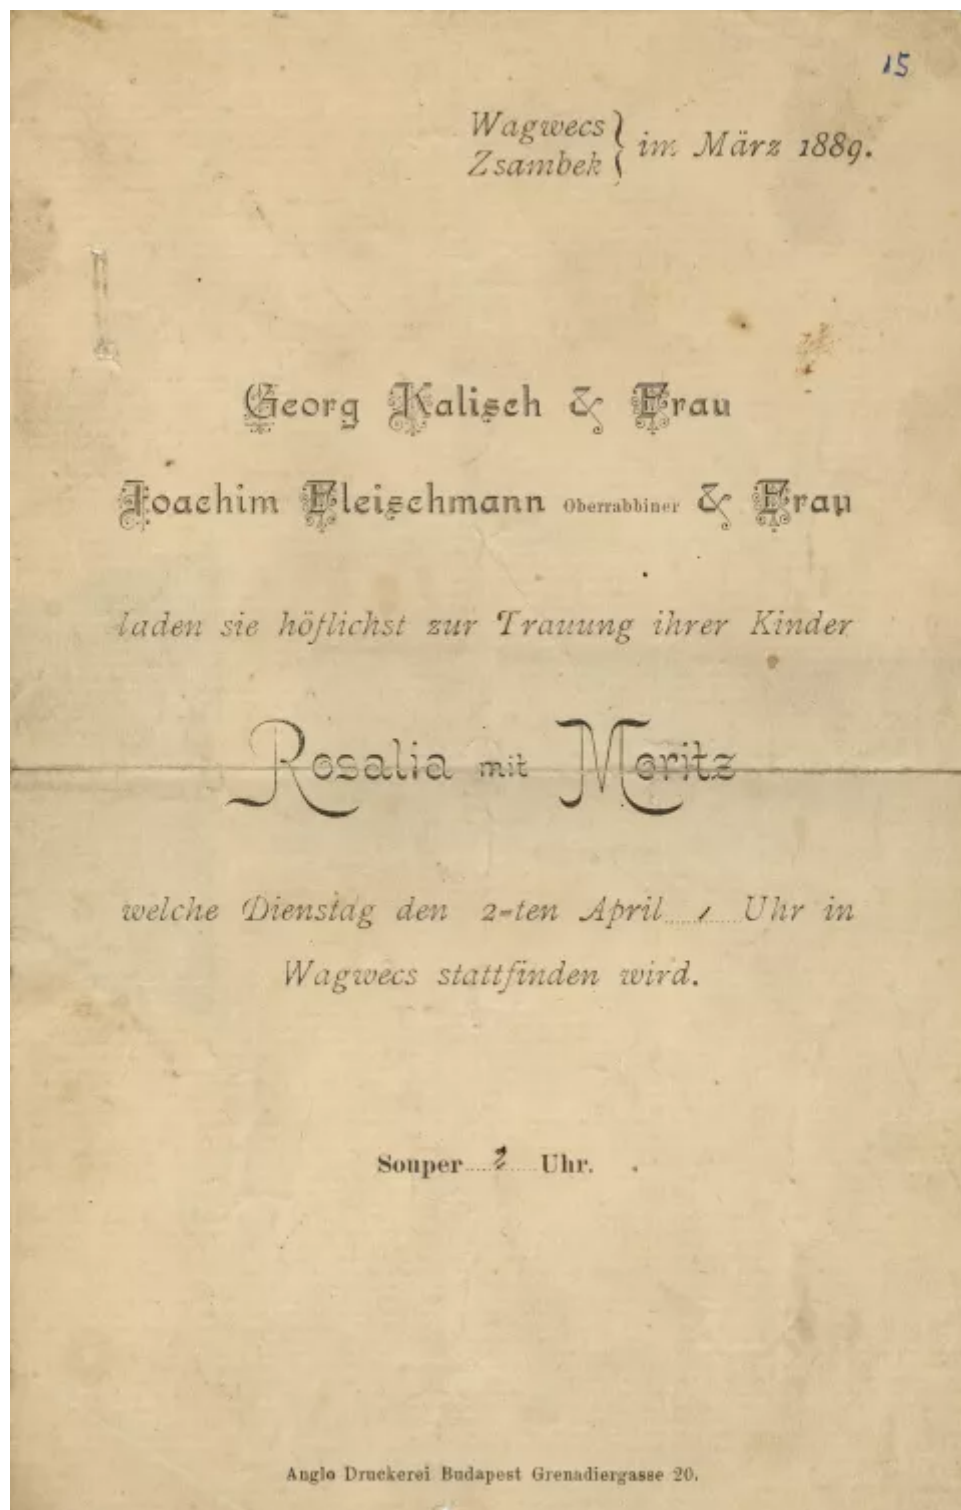 15
Wagwecs
Zsambek } im März 1889.
Georg Kalisch & Frau
Joachim Fleischmann Oberrabbiner & Frau
laden sie höflichst zur Trauung ihrer Kinder
Rosalia mit Moritz
welche Dienstag den 2-ten April 1 Uhr in
Wagwecs stattfinden wird.
Souper 2 Uhr.
Anglo Druckerei Budapest Grenadiergasse 20.